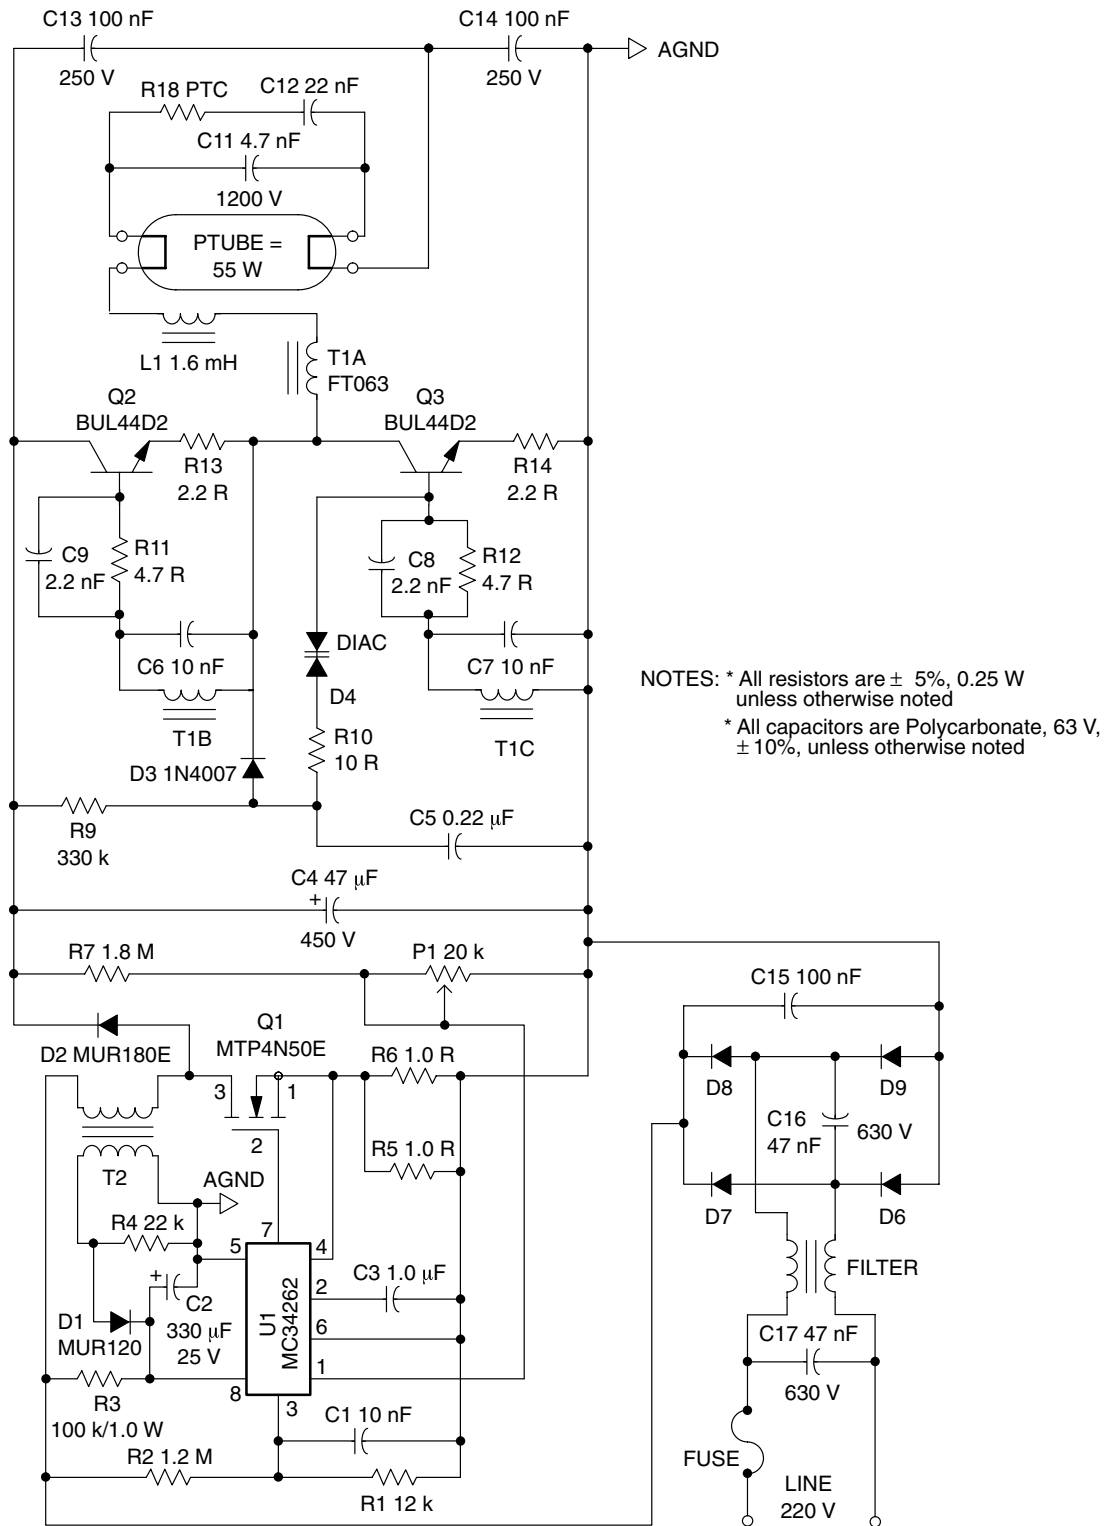 C13 100 nF
250 V
C14 100 nF
250 V
AGND
R18 PTC
C12 22 nF
C11 4.7 nF
1200 V
PTUBE =
55 W
L1 1.6 mH
T1A
FT063
Q2
BUL44D2
Q3
BUL44D2
R13
2.2 R
R14
2.2 R
C9
2.2 nF
R11
4.7 R
C8
2.2 nF
R12
4.7 R
DIAC
D4
C6 10 nF
T1B
C7 10 nF
T1C
NOTES: * All resistors are ± 5%, 0.25 W
unless otherwise noted
* All capacitors are Polycarbonate, 63 V,
± 10%, unless otherwise noted
R10
10 R
D3 1N4007
R9
330 k
C5 0.22 μF
C4 47 μF
+
450 V
R7 1.8 M
P1 20 k
C15 100 nF
D2 MUR180E
Q1
MTP4N50E
3
1
2
R6 1.0 R
R5 1.0 R
D8
D9
C16
47 nF
630 V
D7
D6
T2
AGND
R4 22 k
+
C2
330 μF
25 V
D1
MUR120
R3
100 k/1.0 W
7
5
4
2
6
1
8
3
U1
MC34262
C3 1.0 μF
FILTER
C17 47 nF
630 V
C1 10 nF
R2 1.2 M
R1 12 k
FUSE
LINE
220 V